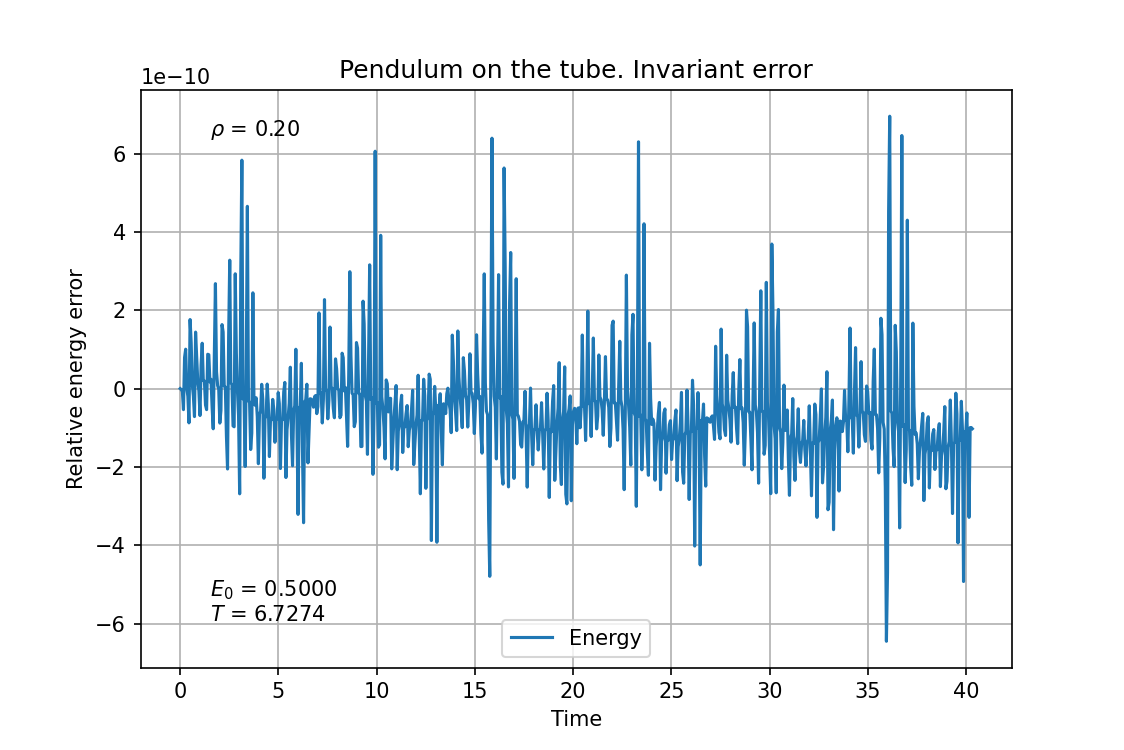 Pendulum on the tube. Invariant error
1e−10
ρ = 0.20
6
4
2
0
−2
−4
−6
Relative energy error
E₀ = 0.5000
T = 6.7274
Energy
0 5 10 15 20 25 30 35 40
Time